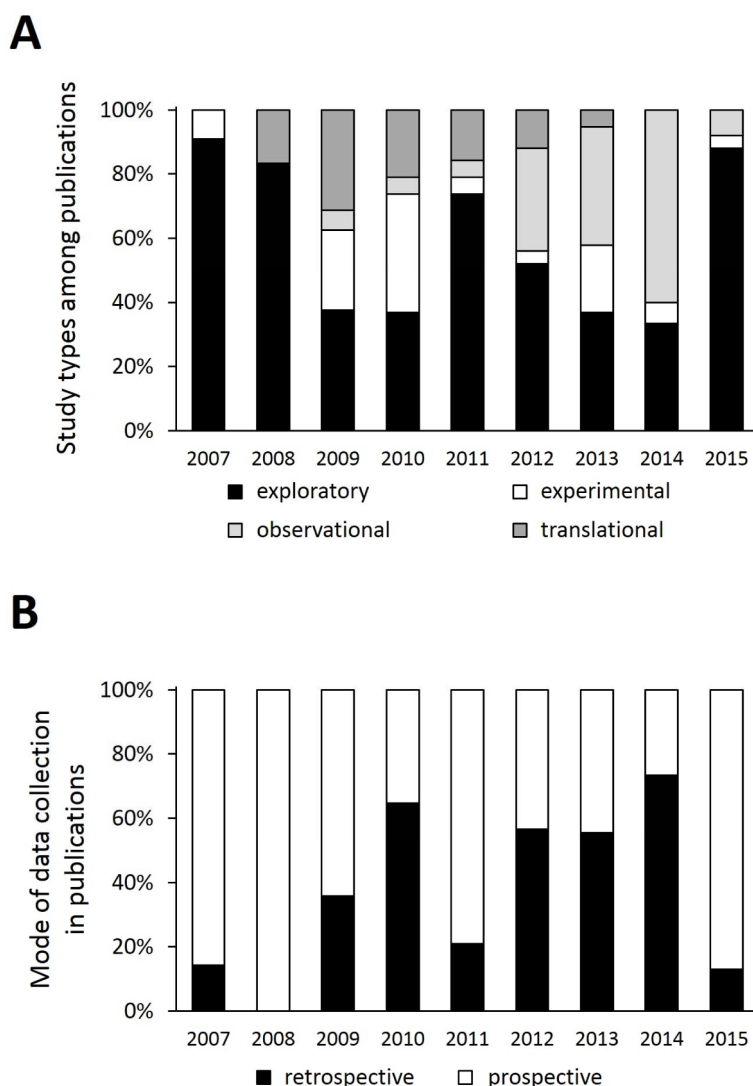 A
Study types among publications
100%
80%
60%
40%
20%
0%
2007 2008 2009 2010 2011 2012 2013 2014 2015
exploratory experimental
observational translational
B
Mode of data collection
in publications
100%
80%
60%
40%
20%
0%
2007 2008 2009 2010 2011 2012 2013 2014 2015
retrospective prospective